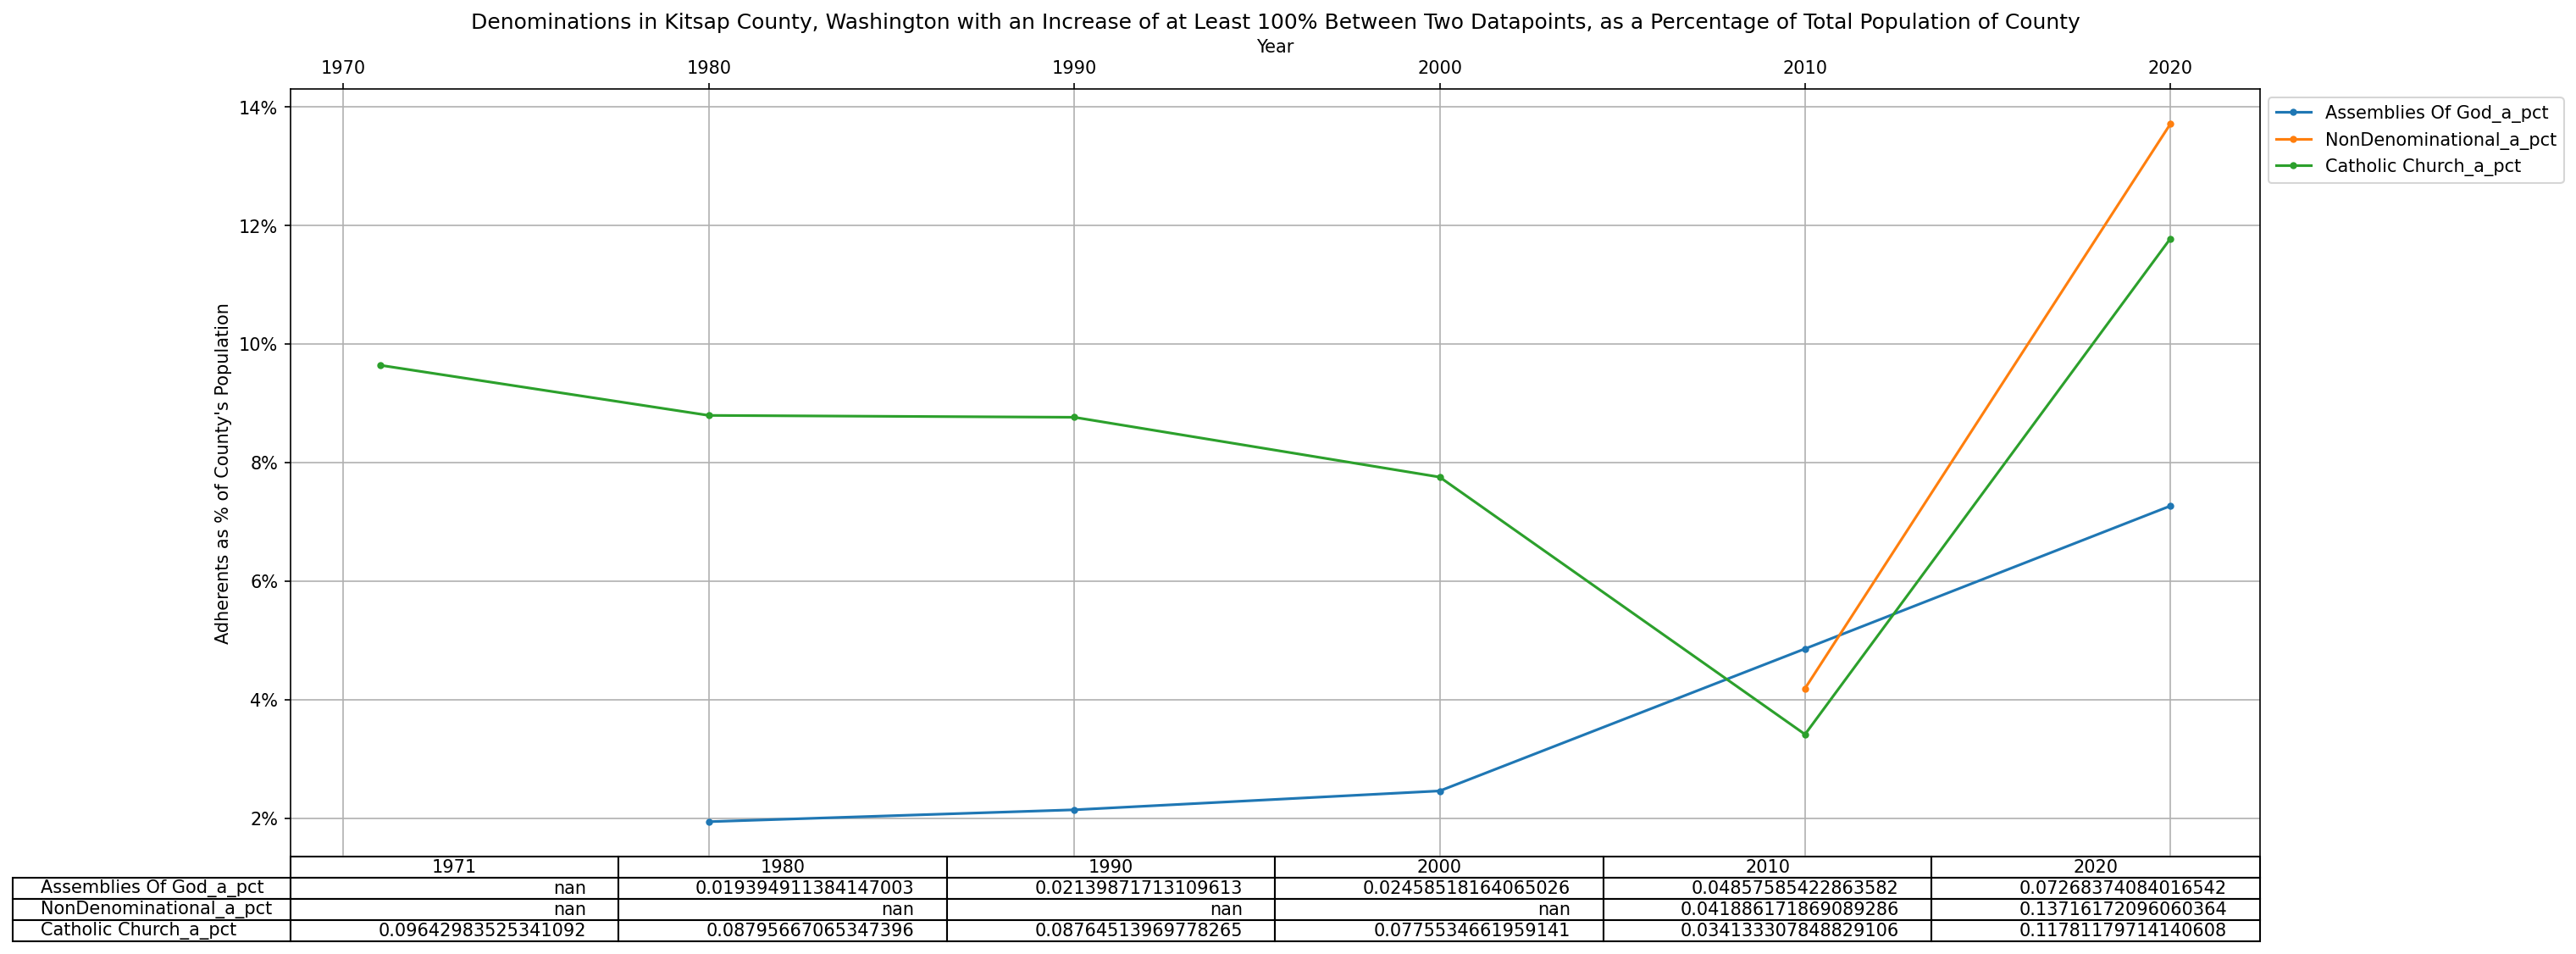 Denominations in Kitsap County, Washington with an Increase of at Least 100% Between Two Datapoints, as a Percentage of Total Population of County
Year
1970 1980 1990 2000 2010 2020
14%
12%
10%
8%
6%
4%
2%
Adherents as % of County's Population
Assemblies Of God_a_pct
NonDenominational_a_pct
Catholic Church_a_pct
1971 1980 1990 2000 2010 2020
Assemblies Of God_a_pct nan 0.019394911384147003 0.02139871713109613 0.02458518164065026 0.04857585422863582 0.07268374084016542
NonDenominational_a_pct nan nan nan nan 0.041886171869089286 0.13716172096060364
Catholic Church_a_pct 0.09642983525341092 0.08795667065347396 0.08764513969778265 0.0775534661959141 0.034133307848829106 0.11781179714140608